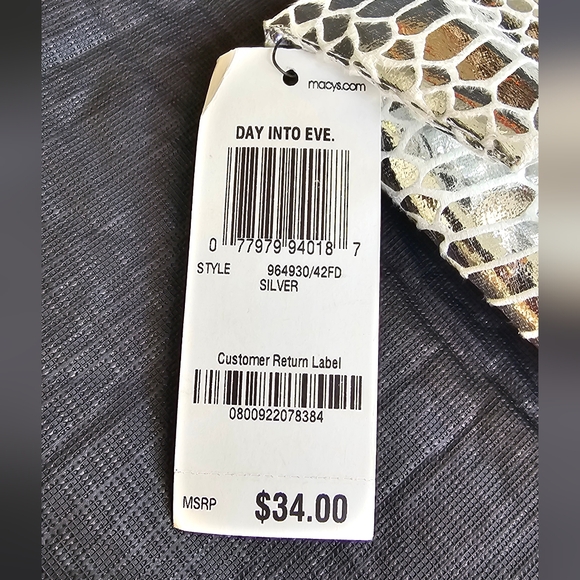 macys.com
DAY INTO EVE.
0 77979 94018 7
STYLE 964930/42FD
SILVER
Customer Return Label
0800922078384
MSRP $34.00